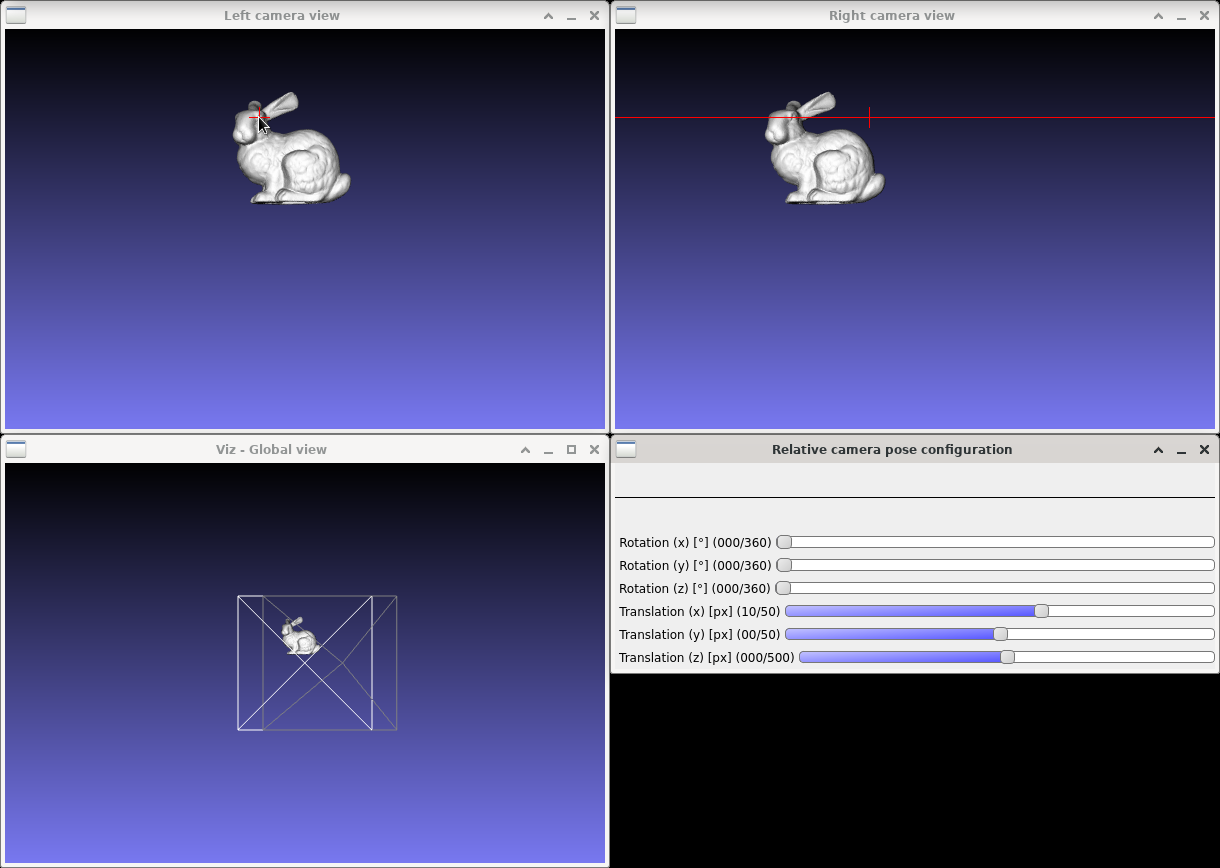 Left camera view
Right camera view
Viz - Global view
Relative camera pose configuration
Rotation (x) [°] (000/360)
Rotation (y) [°] (000/360)
Rotation (z) [°] (000/360)
Translation (x) [px] (10/50)
Translation (y) [px] (00/50)
Translation (z) [px] (000/500)